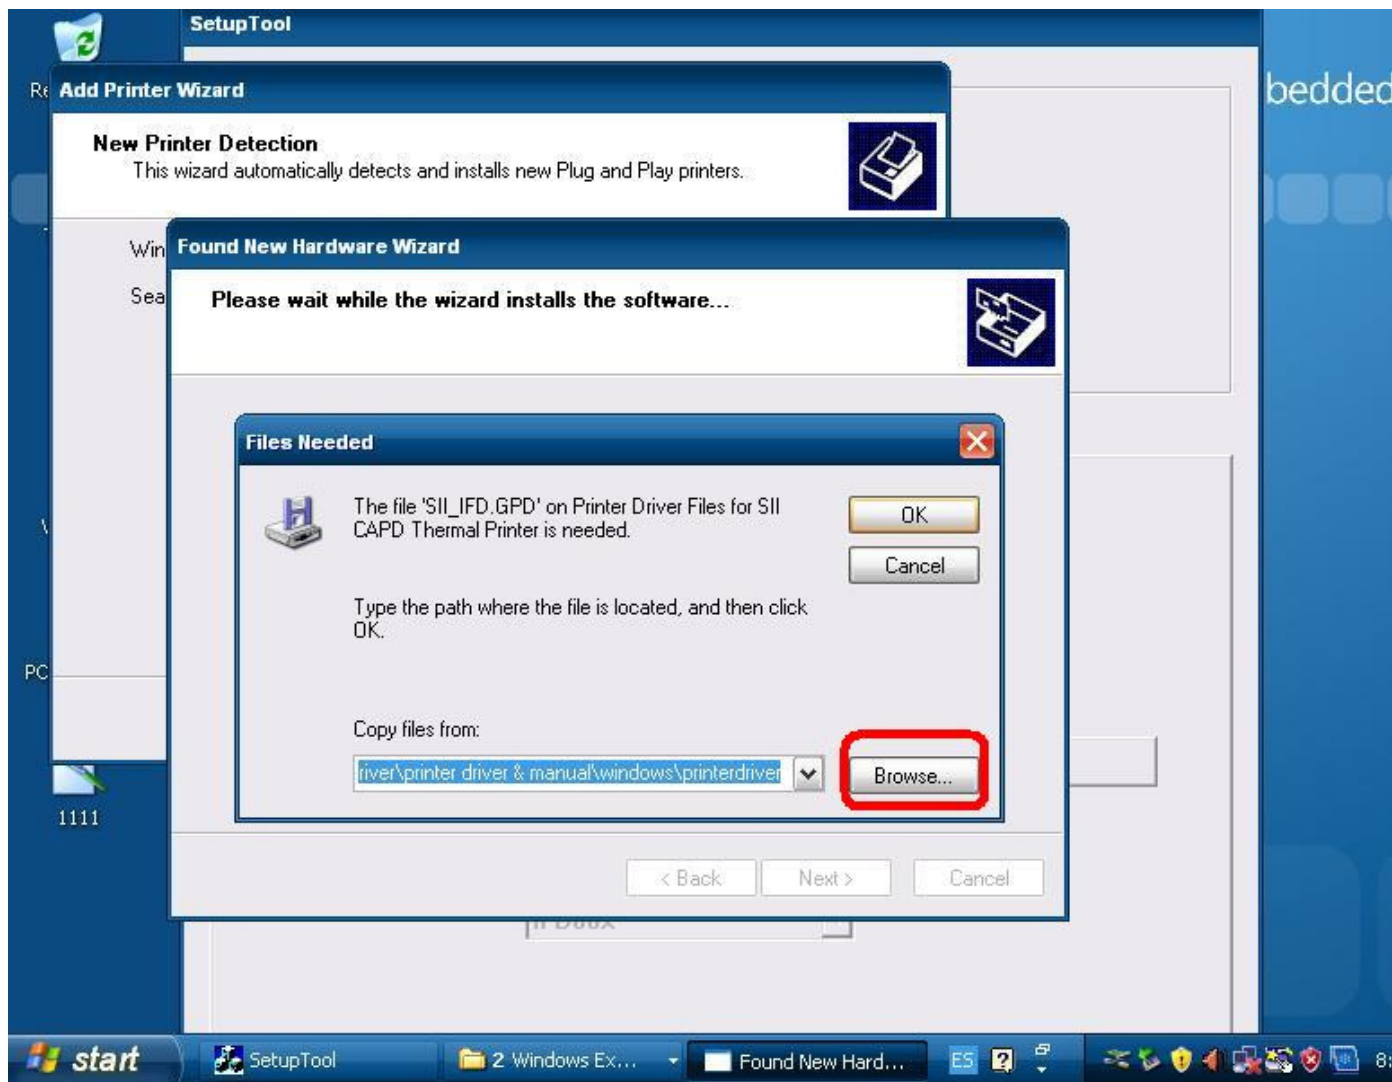 SetupTool
Re
Add Printer Wizard
bedded
New Printer Detection
This wizard automatically detects and installs new Plug and Play printers.
Win
Found New Hardware Wizard
Sea
Please wait while the wizard installs the software...
Files Needed
The file 'SII_IFD.GPD' on Printer Driver Files for SII
CAPD Thermal Printer is needed.
OK
Cancel
Type the path where the file is located, and then click
OK.
PC
Copy files from:
river\printer driver & manual\windows\printerdriver
Browse...
1111
< Back
Next >
Cancel
start
SetupTool
2 Windows Ex...
Found New Hard...
ES
8: